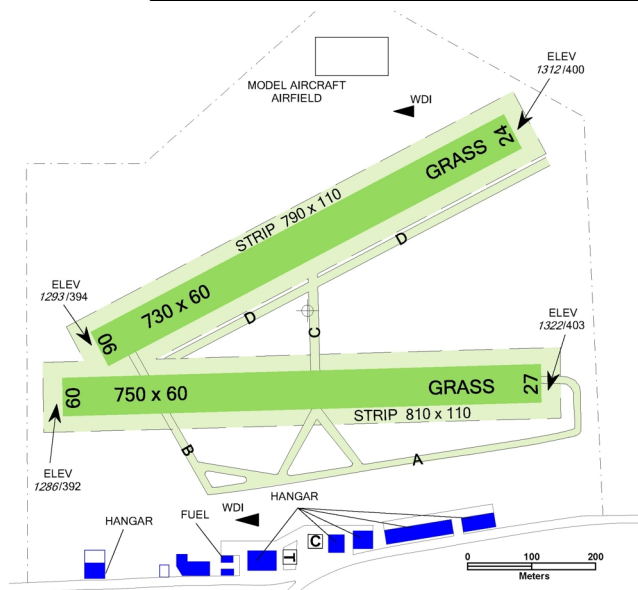 ELEV
1312/400
MODEL AIRCRAFT
AIRFIELD
WDI
24
GRASS
STRIP 790 x 110
D
ELEV
1293/394
730 x 60
D
06
C
ELEV
1322/403
09
750 x 60
GRASS
27
STRIP 810 x 110
B
A
ELEV
1286/392
HANGAR
WDI
FUEL
HANGAR
C
T
0 100 200
Meters